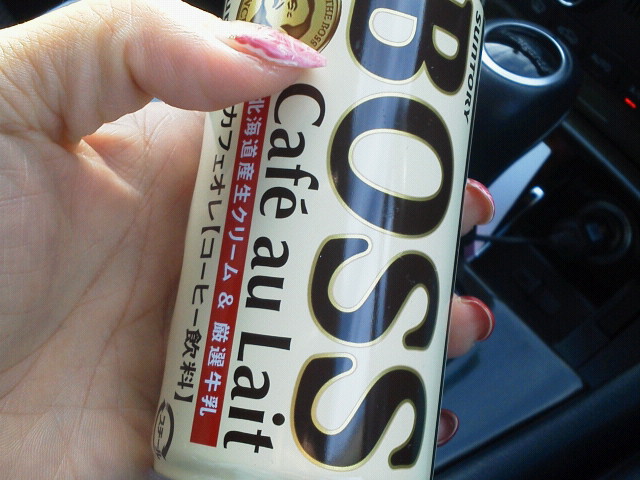 SUNTORY
BOSS
Café au Lait
北海道産生クリーム & 厳選牛乳
カフェオレ【コーヒー飲料】